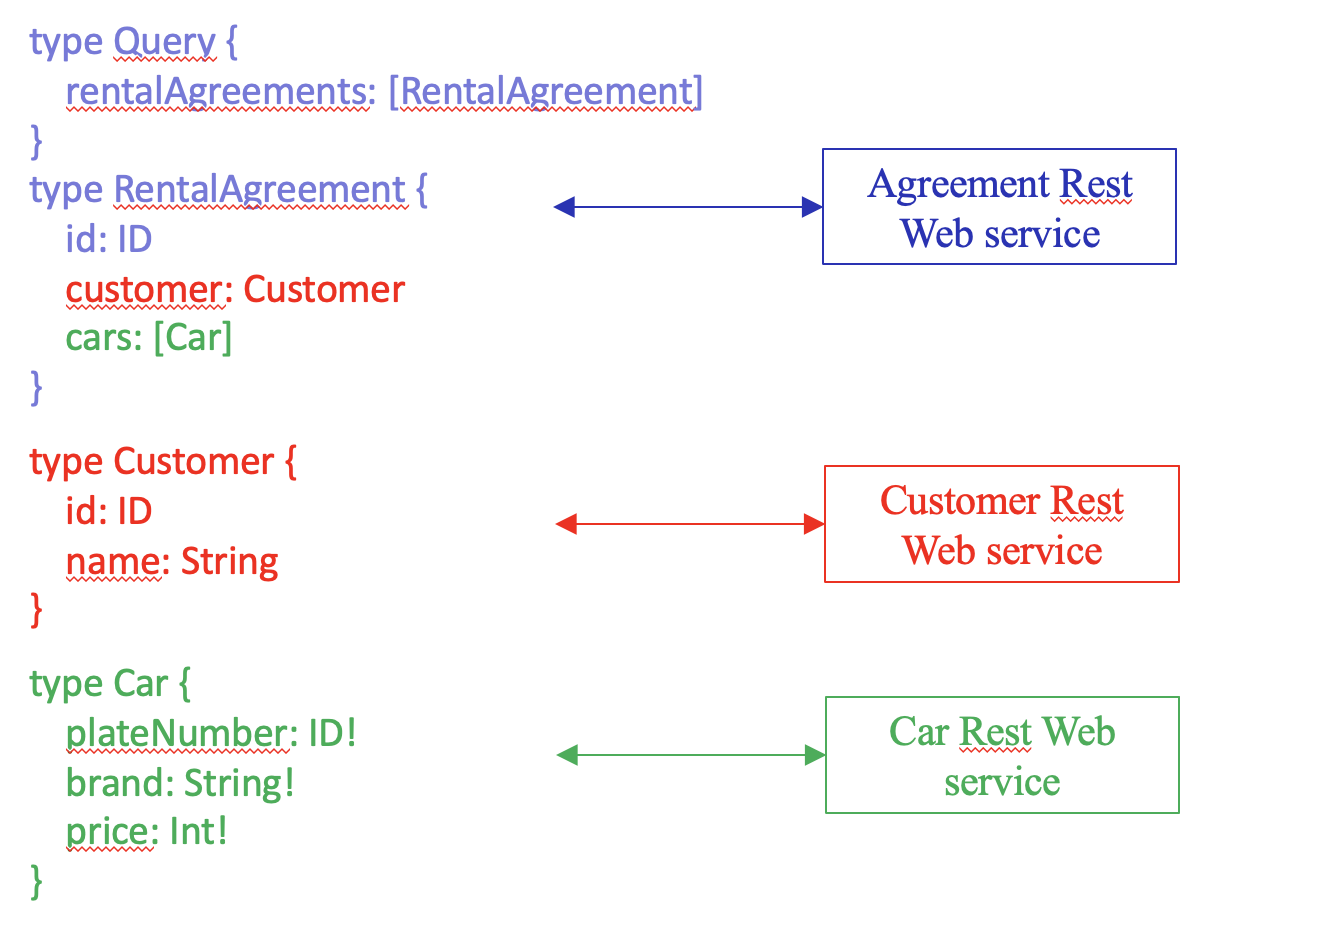 type Query {
rentalAgreements: [RentalAgreement]
}
type RentalAgreement {
id: ID
customer: Customer
cars: [Car]
}
Agreement Rest
Web service
type Customer {
id: ID
name: String
}
Customer Rest
Web service
type Car {
plateNumber: ID!
brand: String!
price: Int!
}
Car Rest Web
service